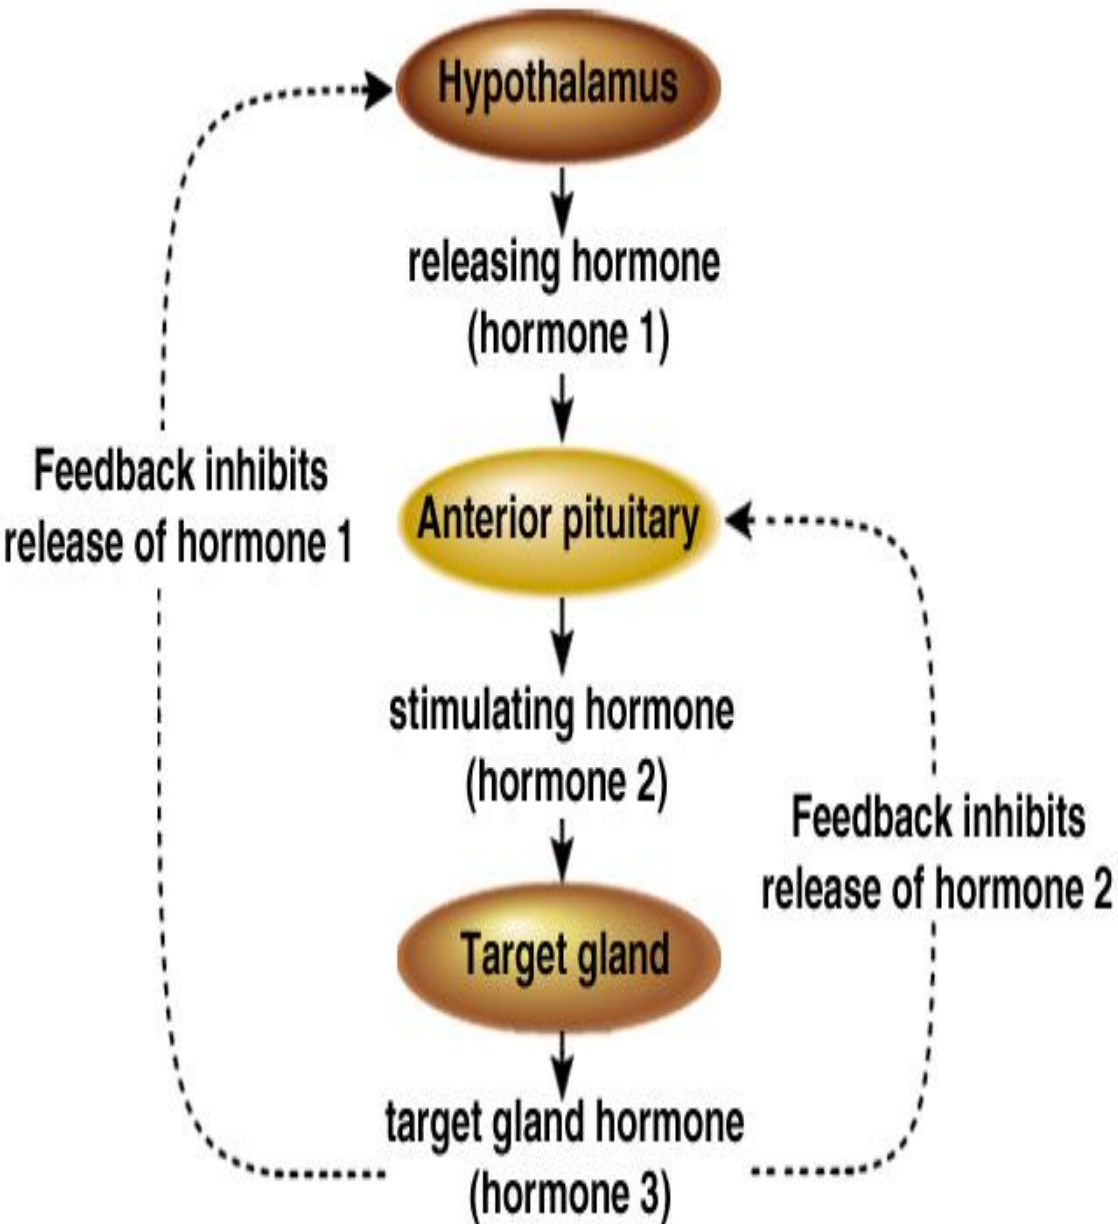 Hypothalamus
releasing hormone
(hormone 1)
Feedback inhibits
release of hormone 1
Anterior pituitary
stimulating hormone
(hormone 2)
Feedback inhibits
release of hormone 2
Target gland
target gland hormone
(hormone 3)